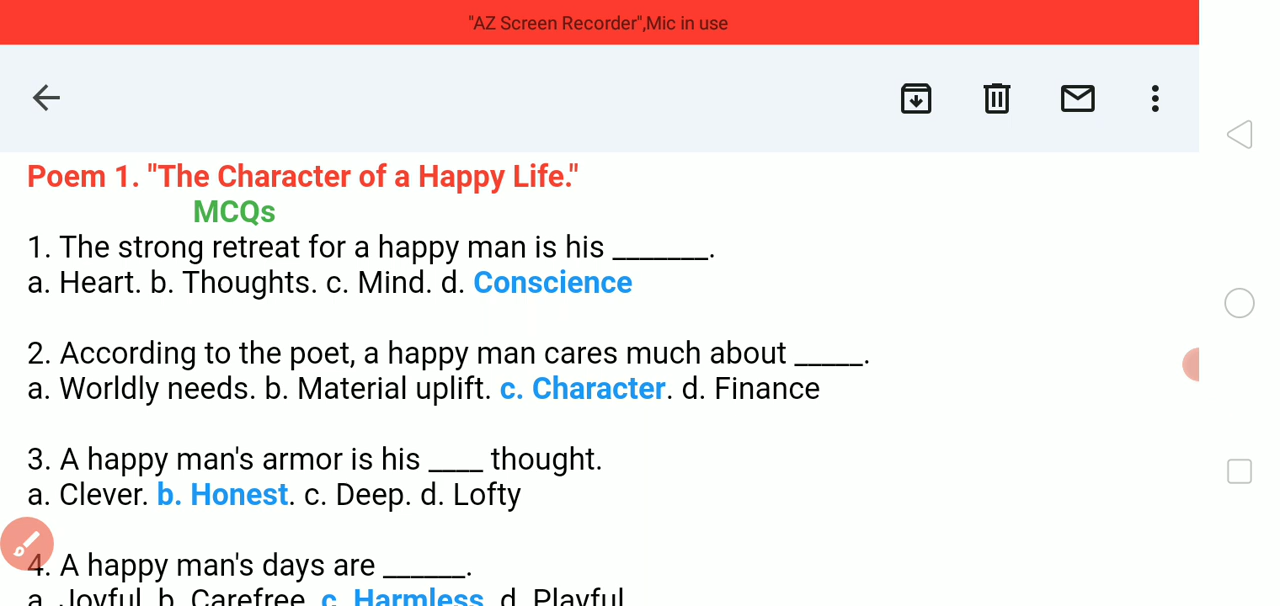 "AZ Screen Recorder",Mic in use
Poem 1. "The Character of a Happy Life."
MCQs
1. The strong retreat for a happy man is his _______.
a. Heart. b. Thoughts. c. Mind. d. Conscience
2. According to the poet, a happy man cares much about _____.
a. Worldly needs. b. Material uplift. c. Character. d. Finance
3. A happy man's armor is his ____ thought.
a. Clever. b. Honest. c. Deep. d. Lofty
4. A happy man's days are ______.
a. Joyful. b. Carefree. c. Harmless. d. Playful